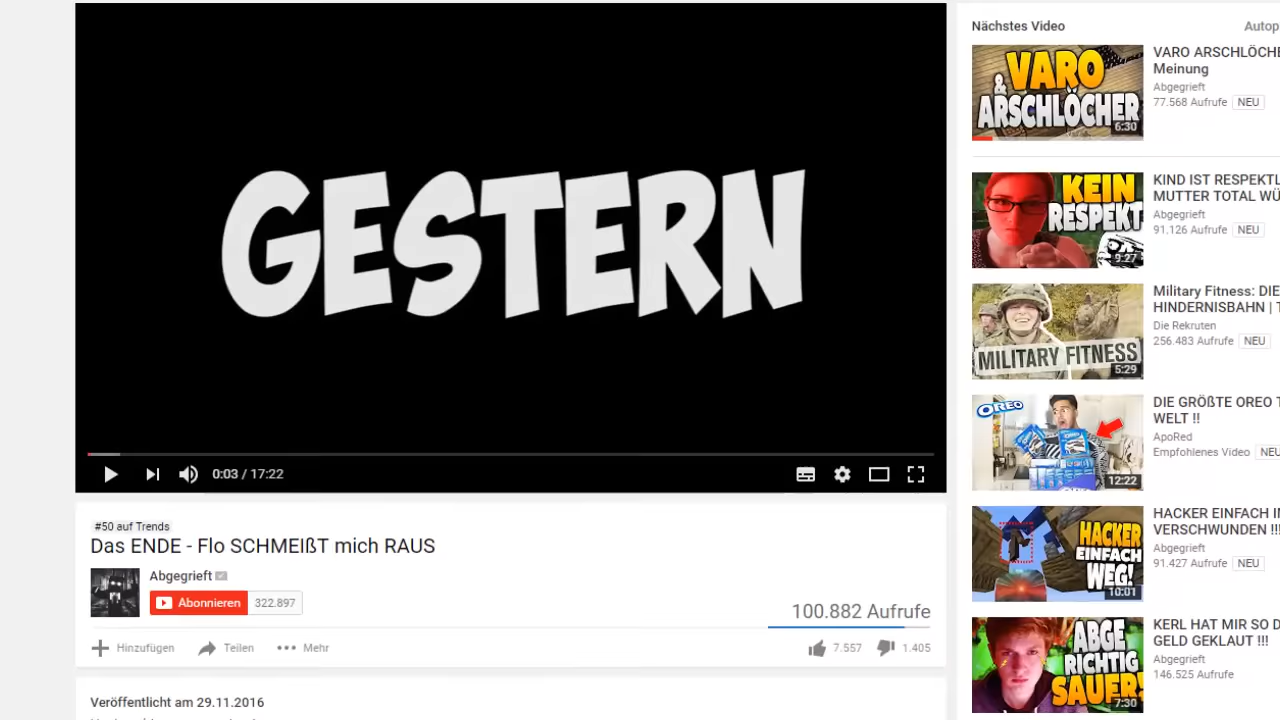 GESTERN
0:03 / 17:22
#50 auf Trends
Das ENDE - Flo SCHMEIßT mich RAUS
Abgegrieft
Abonnieren 322.897
100.882 Aufrufe
Hinzufügen Teilen Mehr 7.557 1.405
Veröffentlicht am 29.11.2016
Nächstes Video Autop
VARO
&
ARSCHLÖCHER
6:30
VARO ARSCHLÖCHE
Meinung
Abgegrieft
77.568 Aufrufe NEU
KEIN
RESPEKT
9:27
KIND IST RESPEKTL
MUTTER TOTAL WÜ
Abgegrieft
91.126 Aufrufe NEU
MILITARY FITNESS
5:29
Military Fitness: DIE
HINDERNISBAHN | T
Die Rekruten
256.483 Aufrufe NEU
OREO
12:22
DIE GRÖßTE OREO T
WELT !!
ApoRed
Empfohlenes Video NEU
HACKER
EINFACH
WEG!
10:01
HACKER EINFACH IN
VERSCHWUNDEN !!!
Abgegrieft
91.427 Aufrufe NEU
ABGE
RICHTIG
SAUER!
7:30
KERL HAT MIR SO D
GELD GEKLAUT !!!
Abgegrieft
146.525 Aufrufe